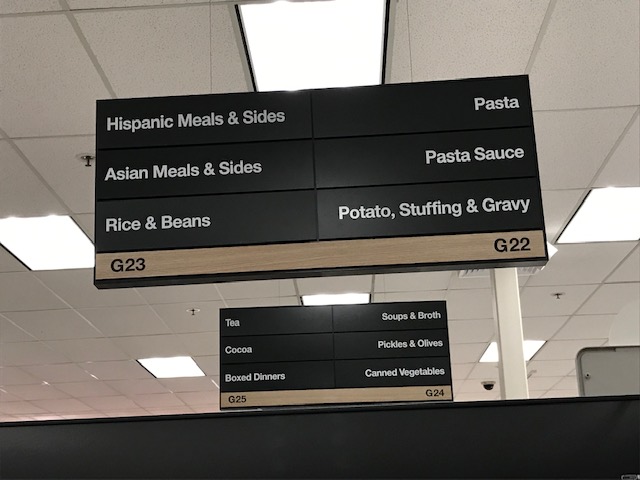 Hispanic Meals & Sides
Pasta
Asian Meals & Sides
Pasta Sauce
Rice & Beans
Potato, Stuffing & Gravy
G23
G22
Tea
Soups & Broth
Cocoa
Pickles & Olives
Boxed Dinners
Canned Vegetables
G25
G24